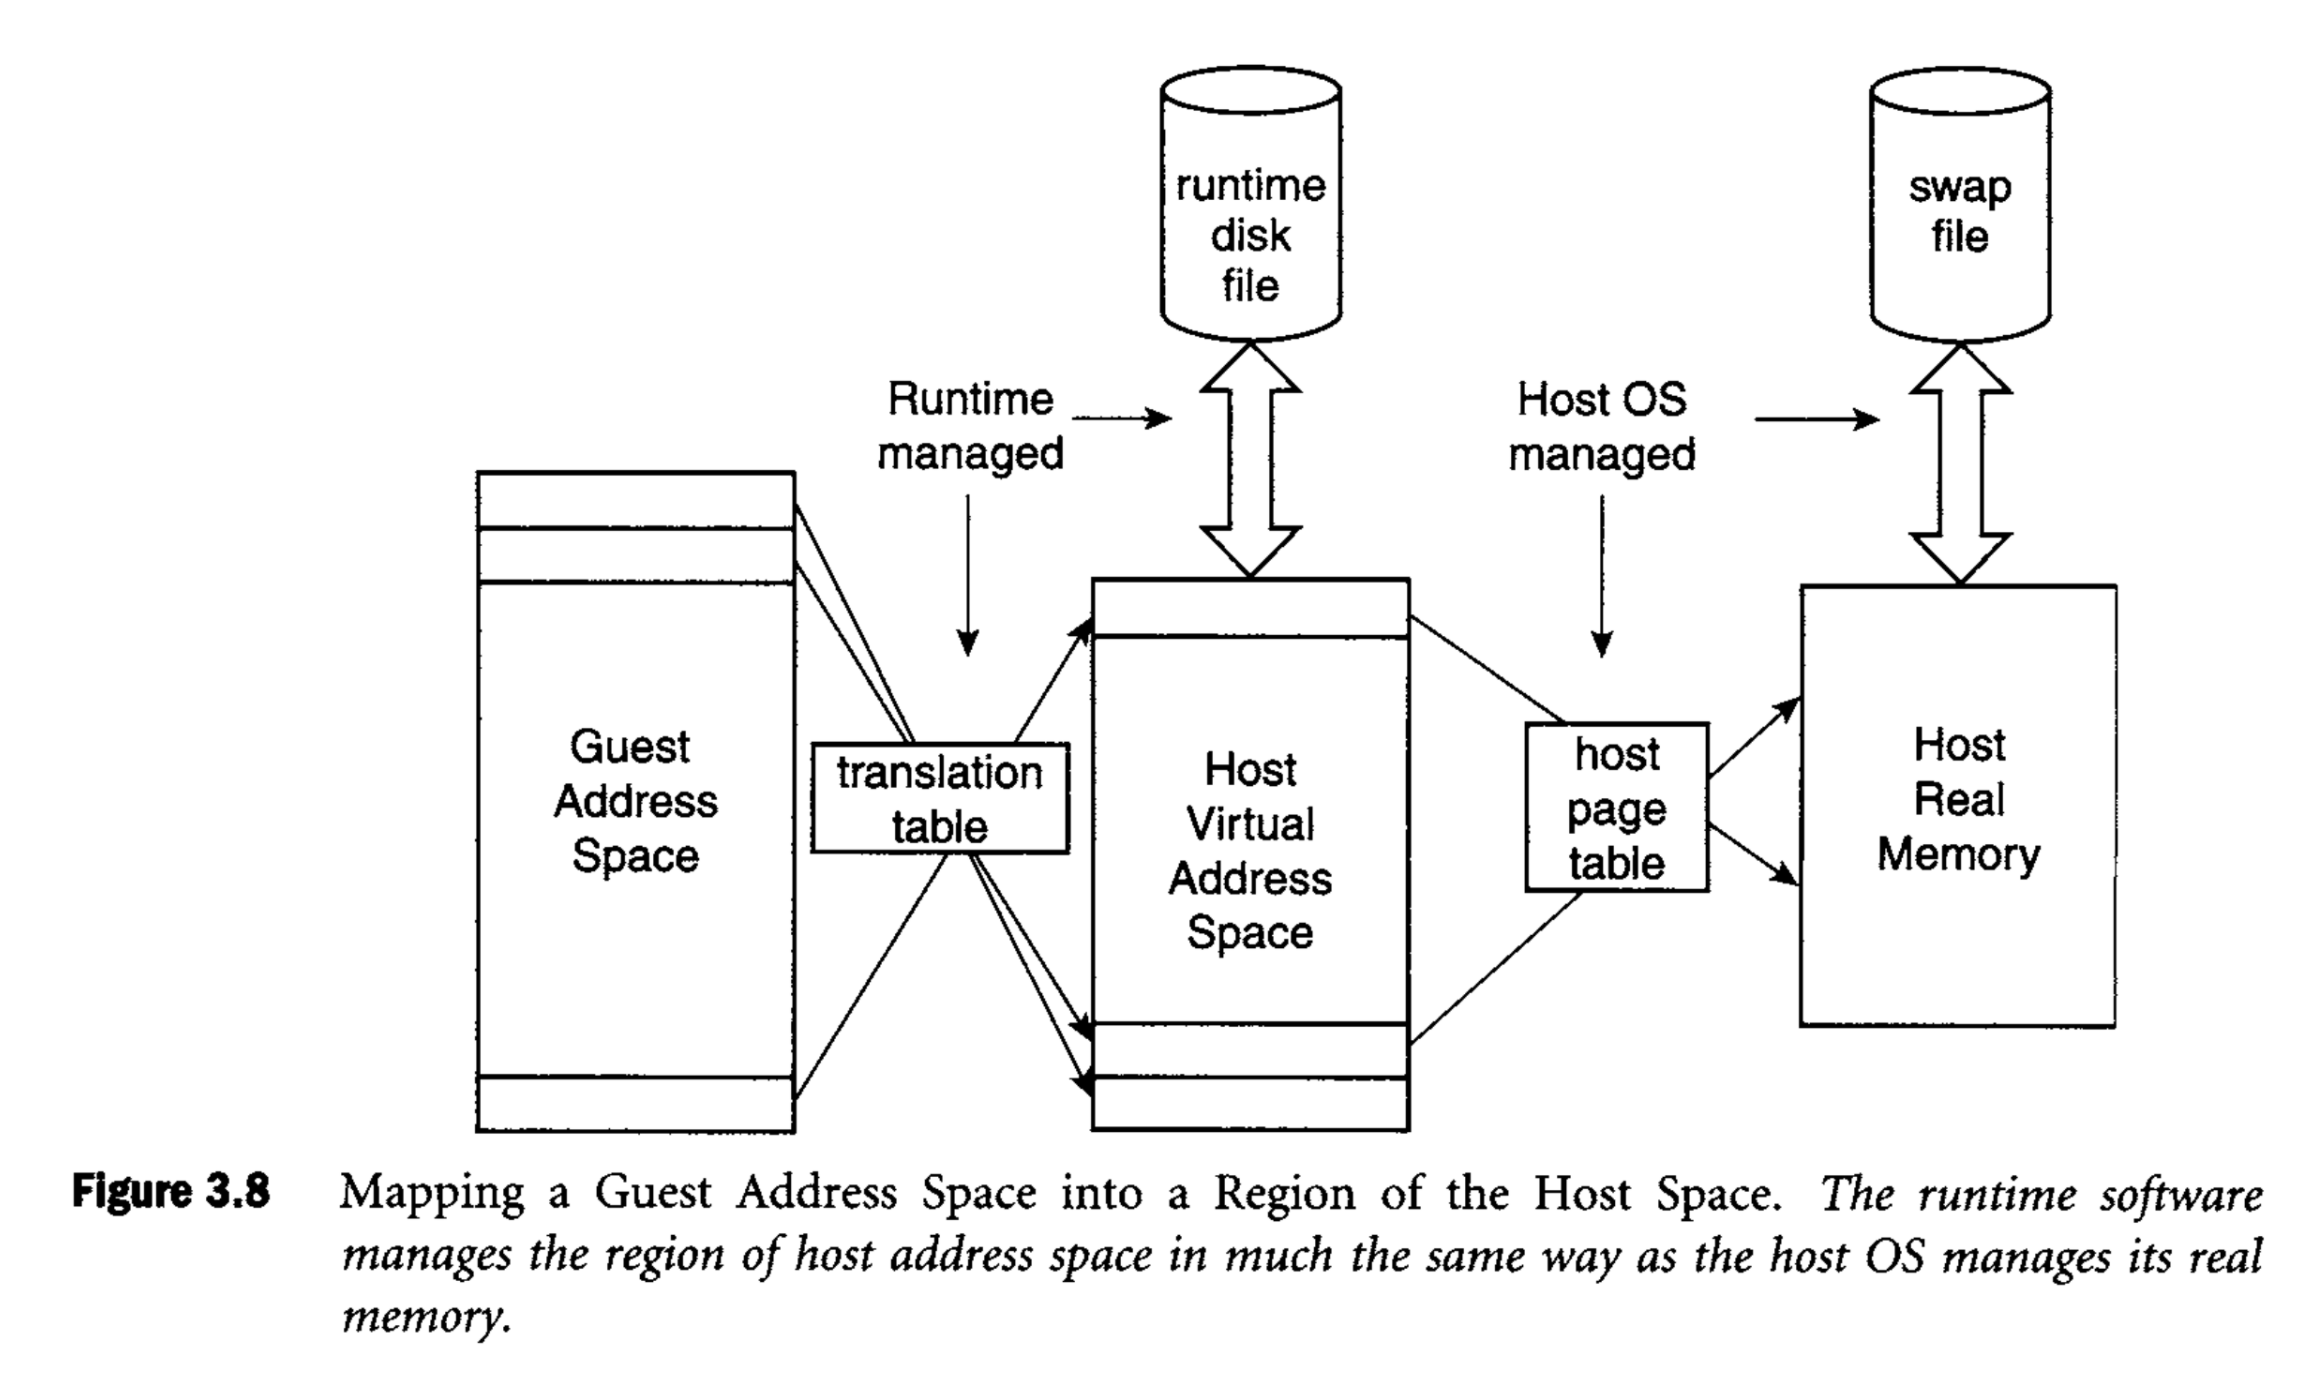 runtime
disk
file
swap
file
Runtime
managed
Host OS
managed
Guest
Address
Space
translation
table
Host
Virtual
Address
Space
host
page
table
Host
Real
Memory
Figure 3.8 Mapping a Guest Address Space into a Region of the Host Space. The runtime software
manages the region of host address space in much the same way as the host OS manages its real
memory.